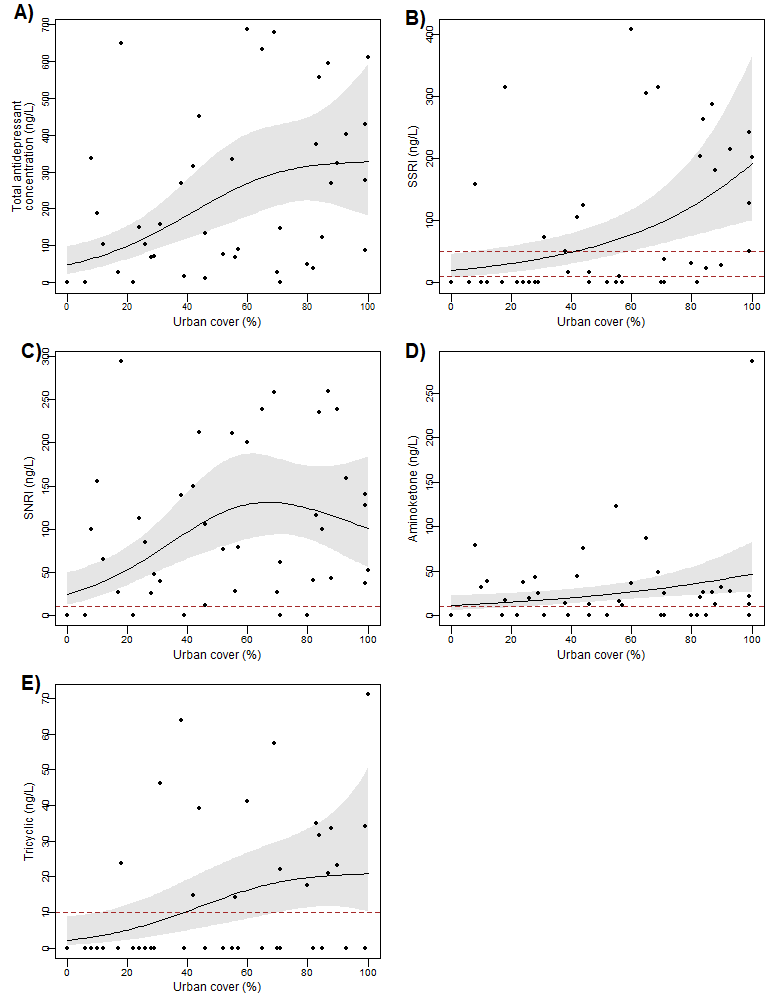 A)
Total antidepressant
concentration (ng/L)
700
600
500
400
300
200
100
0
0 20 40 60 80 100
Urban cover (%)
B)
SSRI (ng/L)
400
300
200
100
0
0 20 40 60 80 100
Urban cover (%)
C)
SNRI (ng/L)
300
250
200
150
100
50
0
0 20 40 60 80 100
Urban cover (%)
D)
Aminoketone (ng/L)
250
200
150
100
50
0
0 20 40 60 80 100
Urban cover (%)
E)
Tricyclic (ng/L)
70
60
50
40
30
20
10
0
0 20 40 60 80 100
Urban cover (%)